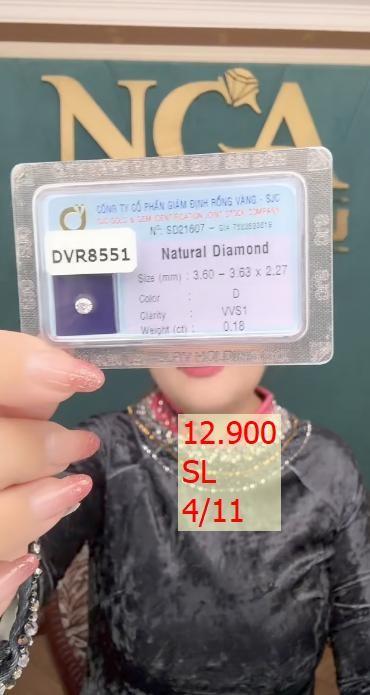 NCA
CÔNG TY CỔ PHẦN GIÁM ĐỊNH RỒNG VÀNG - SJC
GOLD & GEM IDENTIFICATION JOINT STOCK COMPANY
Nº: SD21607 - GIA
DVR8551
Natural Diamond
Size (mm) : 3.60 - 3.63 x 2.27
Color : D
Clarity : VVS1
Weight (ct) : 0.18
12.900
SL
4/11